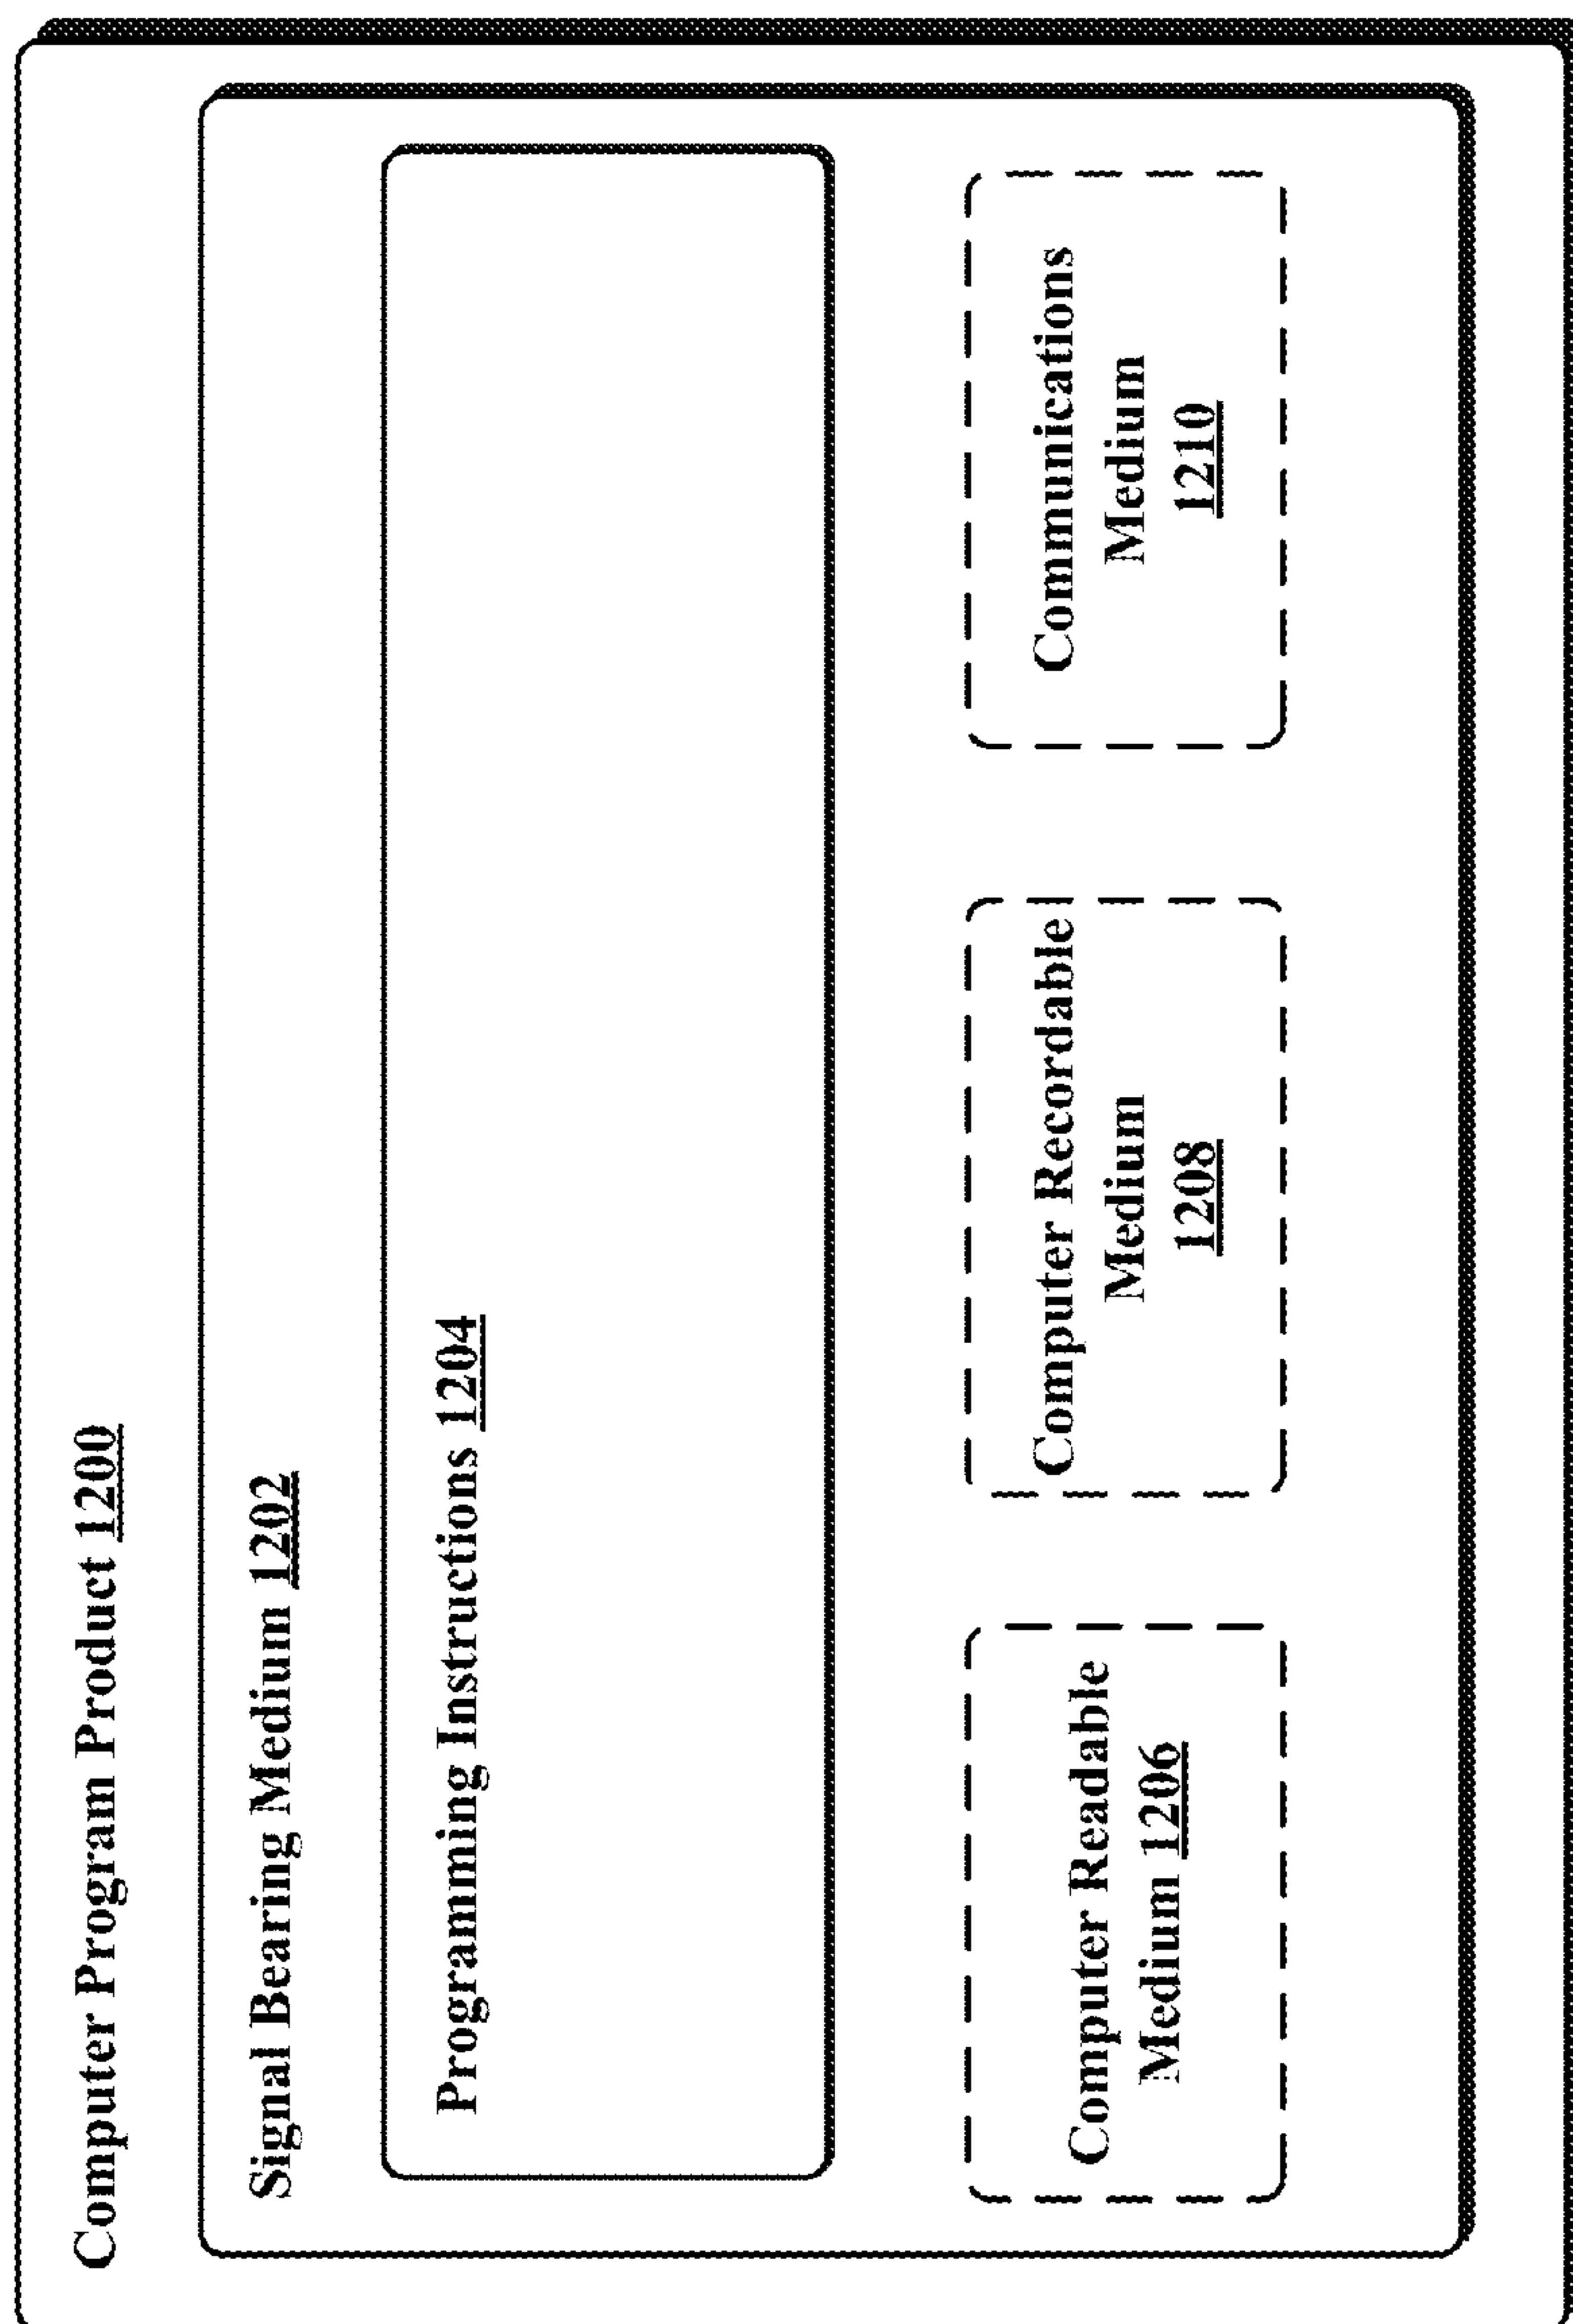 Computer Program Product 1200
Signal Bearing Medium 1202
Programming Instructions 1204
Computer Readable
Medium 1206
Computer Recordable
Medium
1208
Communications
Medium
1210